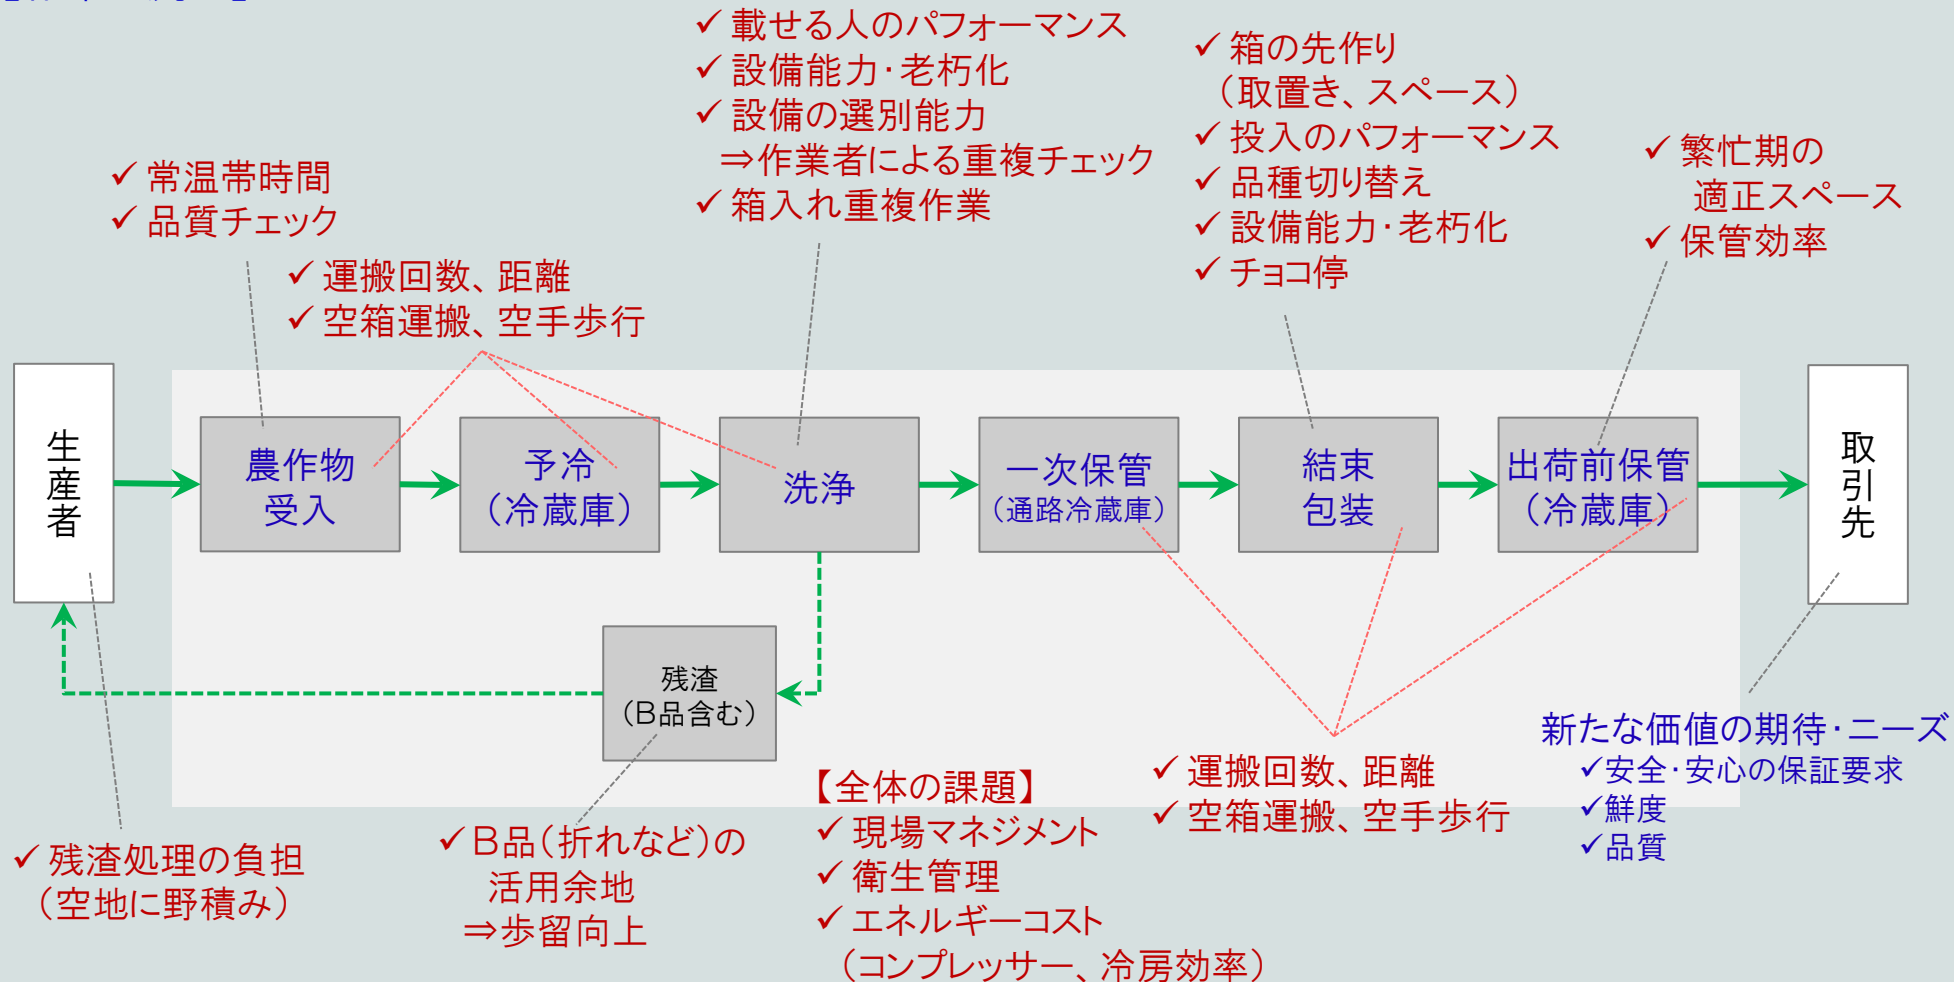 ✓載せる人のパフォーマンス
✓設備能力・老朽化
✓設備の選別能力
⇒作業者による重複チェック
✓箱入れ重複作業
✓箱の先作り
（取置き、スペース）
✓投入のパフォーマンス
✓品種切り替え
✓設備能力・老朽化
✓チョコ停
✓繁忙期の
適正スペース
✓保管効率
✓常温帯時間
✓品質チェック
✓運搬回数、距離
✓空箱運搬、空手歩行
生産者
農作物
受入
予冷
（冷蔵庫）
洗浄
一次保管
（通路冷蔵庫）
結束
包装
出荷前保管
（冷蔵庫）
取引先
残渣
（B品含む）
✓残渣処理の負担
（空地に野積み）
✓B品（折れなど）の
活用余地
⇒歩留向上
【全体の課題】
✓現場マネジメント
✓衛生管理
✓エネルギーコスト
（コンプレッサー、冷房効率）
✓運搬回数、距離
✓空箱運搬、空手歩行
新たな価値の期待・ニーズ
✓安全・安心の保証要求
✓鮮度
✓品質